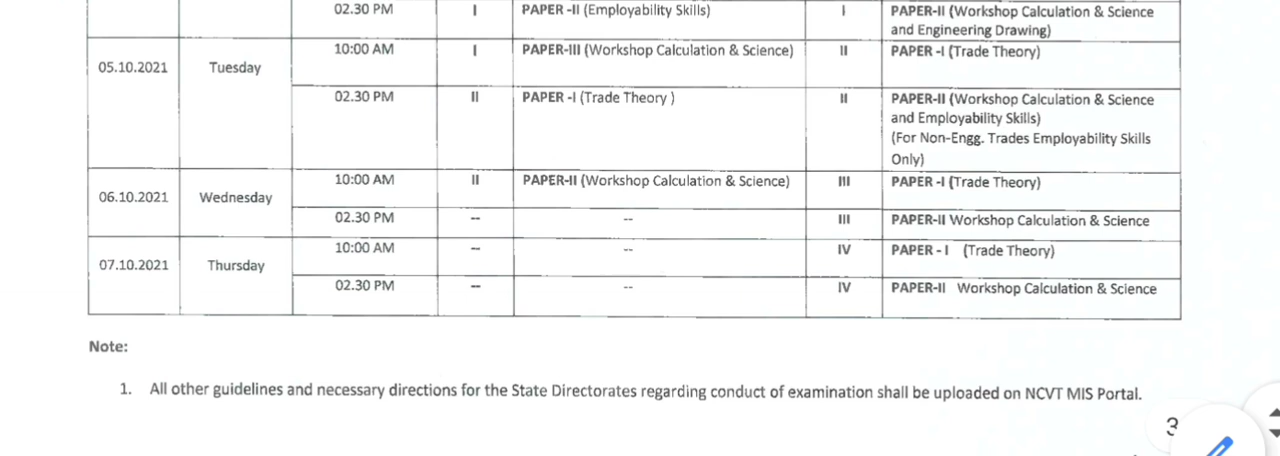 02.30 PM I PAPER -II (Employability Skills) I PAPER-II (Workshop Calculation & Science
and Engineering Drawing)
10:00 AM I PAPER-III (Workshop Calculation & Science) II PAPER -I (Trade Theory)
05.10.2021 Tuesday
02.30 PM II PAPER -I (Trade Theory ) II PAPER-II (Workshop Calculation & Science
and Employability Skills)
(For Non-Engg. Trades Employability Skills
Only)
10:00 AM II PAPER-II (Workshop Calculation & Science) III PAPER -I (Trade Theory)
06.10.2021 Wednesday
02.30 PM -- -- III PAPER-II Workshop Calculation & Science
10:00 AM -- -- IV PAPER - I (Trade Theory)
07.10.2021 Thursday
02.30 PM -- -- IV PAPER-II Workshop Calculation & Science
Note:
1. All other guidelines and necessary directions for the State Directorates regarding conduct of examination shall be uploaded on NCVT MIS Portal.
3